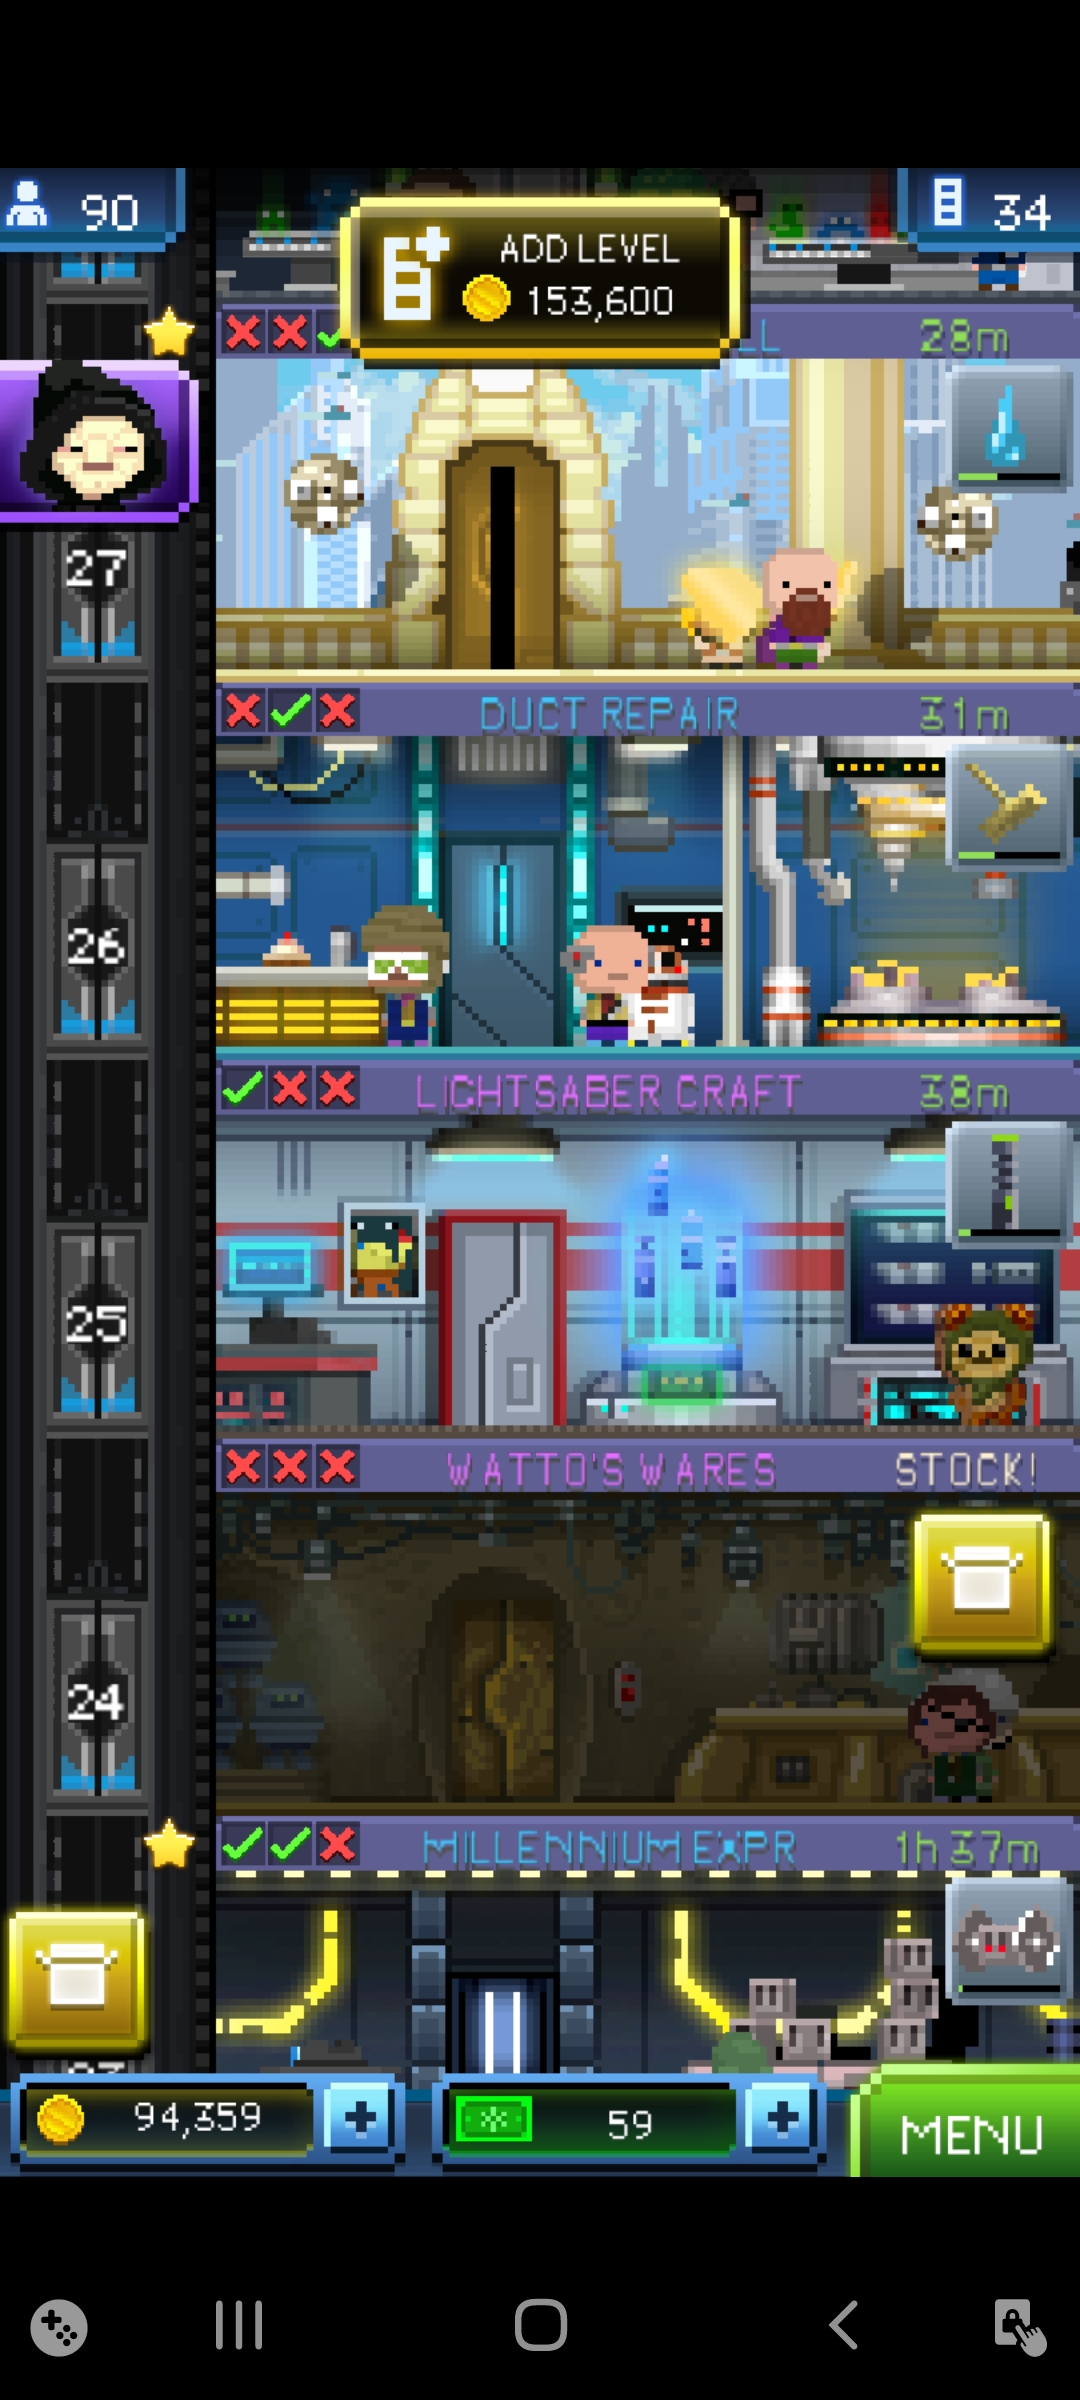 90
34
ADD LEVEL
153,600
28m
27
DUCT REPAIR
31m
26
LIGHTSABER CRAFT
38m
25
WATTO'S WARES
STOCK!
24
MILLENNIUM EXPR
1h 37m
94,359
59
MENU